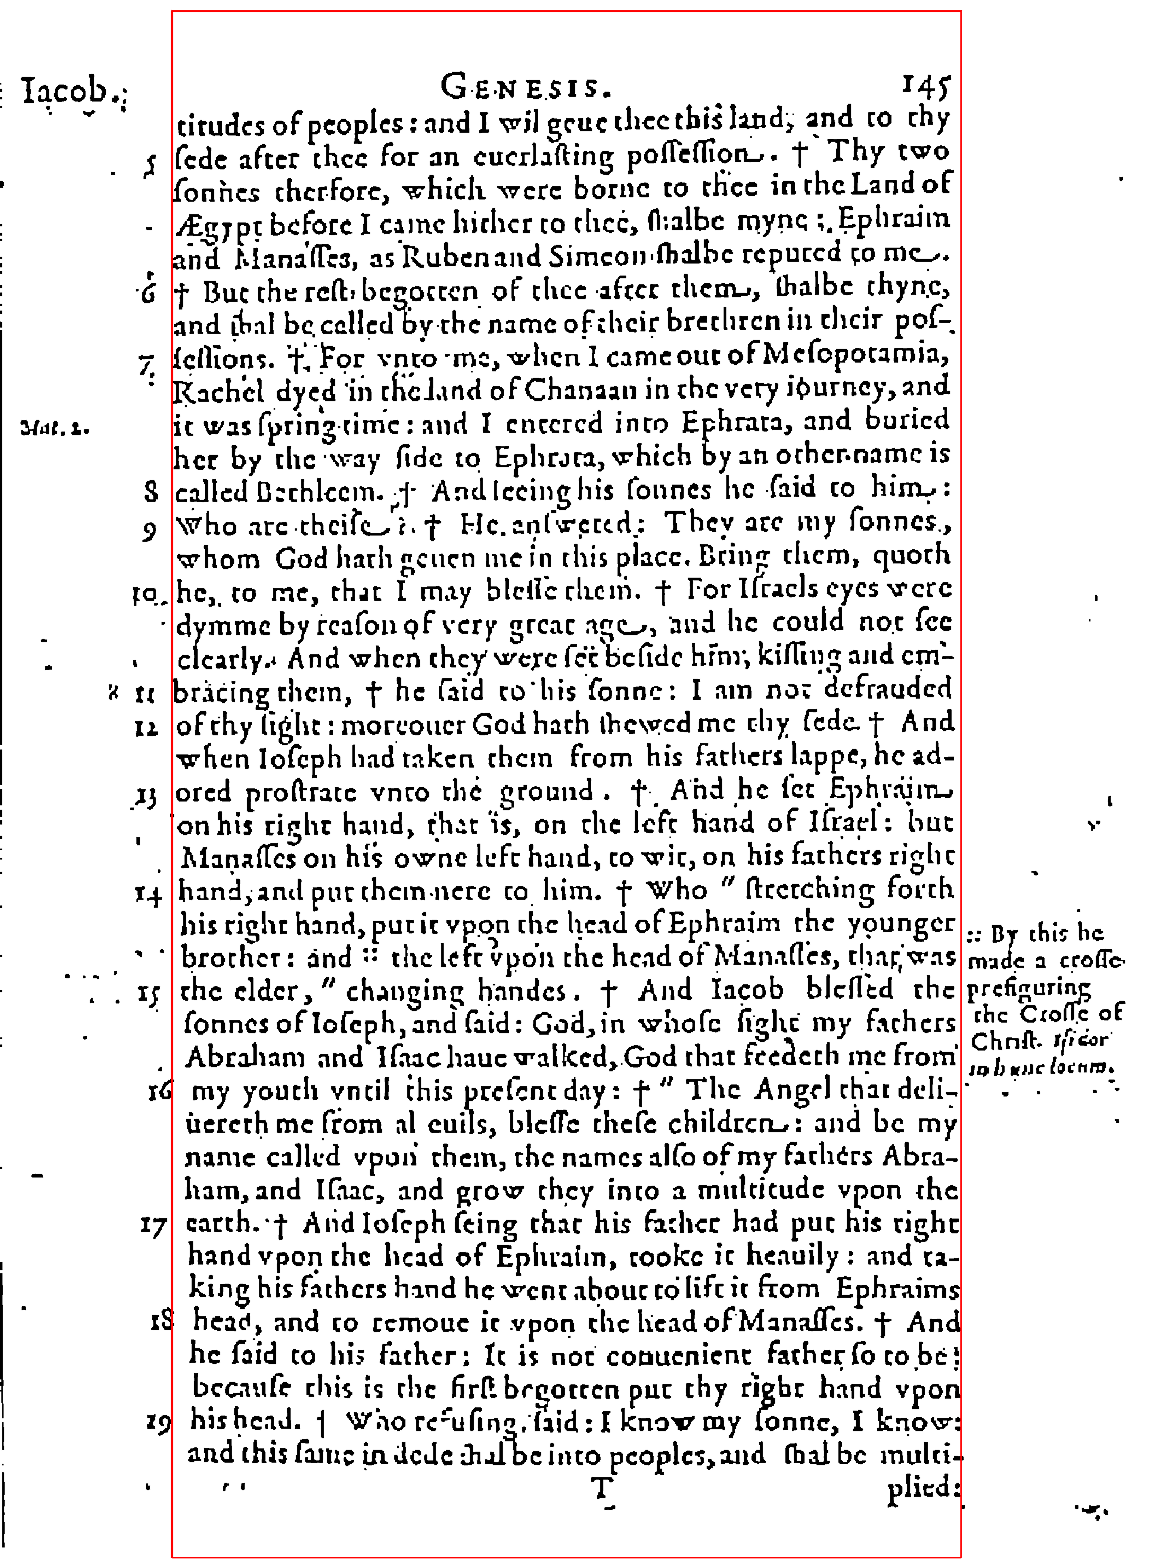 Iacob. GENESIS. 145
titudes of peoples: and I wil geue thee this land, and to thy
5 ſede after thee for an euerlaſting poſſeſſion. † Thy two
ſonnes therfore, which were borne to thee in the Land of
Ægypt before I came hither to thee, ſhalbe myne: Ephraim
and Manaſſes, as Ruben and Simeon ſhalbe reputed to me.
6 † But the reſt begotten of thee after them, ſhalbe thyne,
and ſhal be called by the name of their brethren in their poſ-
7 ſeſſions. † For vnto me, when I came out of Meſopotamia,
Rachel dyed in the land of Chanaan in the very iourney, and
Mat. 2. it was ſpring time: and I entered into Ephrata, and buried
her by the way ſide to Ephrata, which by an other name is
8 called Bethleem. † And ſeeing his ſonnes he ſaid to him:
9 Who are theiſe? † He anſwered: They are my ſonnes,
whom God hath geuen me in this place. Bring them, quoth
10 he, to me, that I may bleſſe them. † For Iſraels eyes were
dymme by reaſon of very great age, and he could not ſee
clearly. And when they were ſet beſide him, kiſſing and em-
11 bracing them, † he ſaid to his ſonne: I am not defrauded
12 of thy ſight: moreouer God hath ſhewed me thy ſede. † And
when Ioſeph had taken them from his fathers lappe, he ad-
13 ored proſtrate vnto the ground. † And he ſet Ephraim
on his right hand, that is, on the left hand of Iſrael: but
Manaſſes on his owne left hand, to wit, on his fathers right
14 hand, and put them nere to him. † Who " ſtretching forth
his right hand, put it vpon the head of Ephraim the younger
brother: and :: the left vpon the head of Manaſſes, that was
15 the elder, " changing handes. † And Iacob bleſſed the
ſonnes of Ioſeph, and ſaid: God, in whoſe ſight my fathers
Abraham and Iſaac haue walked, God that feedeth me from
16 my youth vntil this preſent day: † " The Angel that deli-
uereth me from al euils, bleſſe theſe children: and be my
name called vpon them, the names alſo of my fathers Abra-
ham, and Iſaac, and grow they into a multitude vpon the
17 earth. † And Ioſeph ſeing that his father had put his right
hand vpon the head of Ephraim, tooke it heauily: and ta-
king his fathers hand he went about to lift it from Ephraims
18 head, and to remoue it vpon the head of Manaſſes. † And
he ſaid to his father: It is not conuenient father ſo to be:
becauſe this is the firſt begotten put thy right hand vpon
19 his head. † Who refuſing, ſaid: I know my ſonne, I know:
and this ſame in dede ſhal be into peoples, and ſhal be multi-
T plied:
:: By this he
made a croſſe
prefiguring
the Croſſe of
Chriſt. Iſidor
in hunc locum.